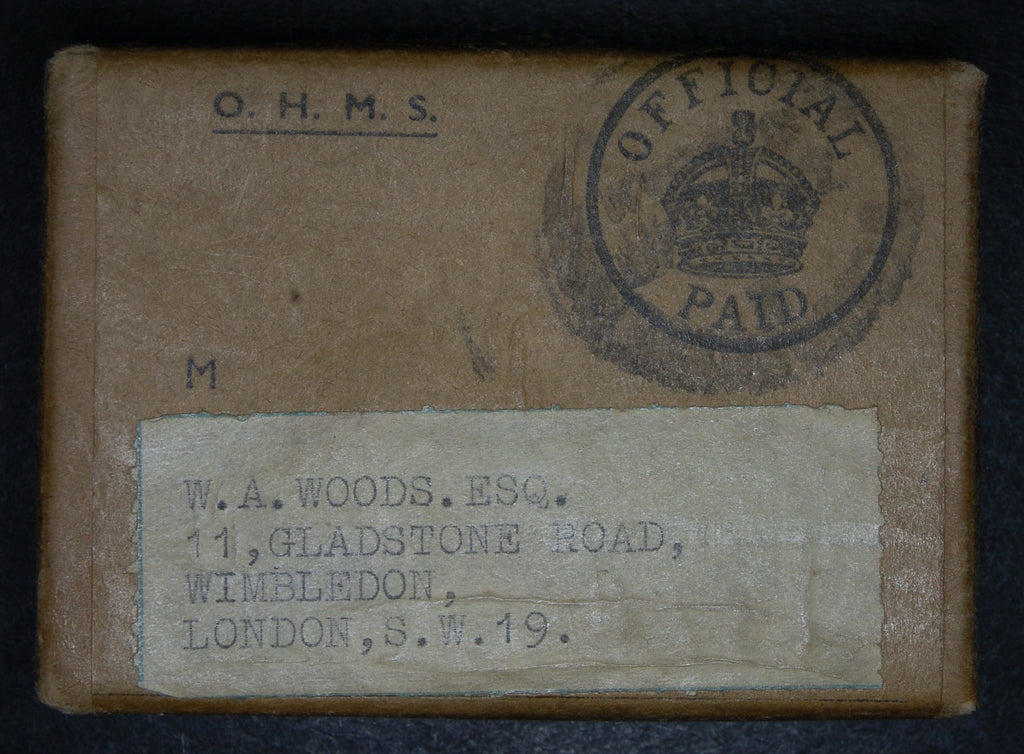 O. H. M. S.
OFFICIAL
PAID
M
W.A.WOODS.ESQ.
11,GLADSTONE ROAD,
WIMBLEDON,
LONDON,S.W.19.